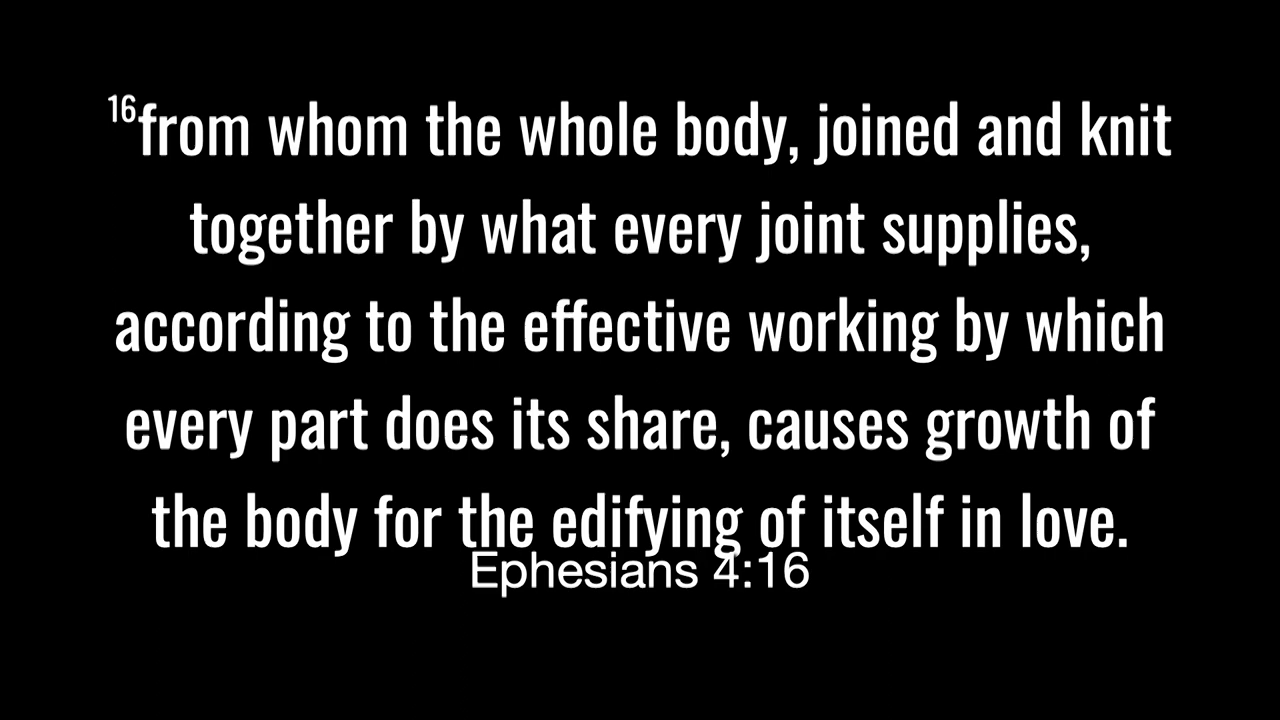 16from whom the whole body, joined and knit
together by what every joint supplies,
according to the effective working by which
every part does its share, causes growth of
the body for the edifying of itself in love.
Ephesians 4:16